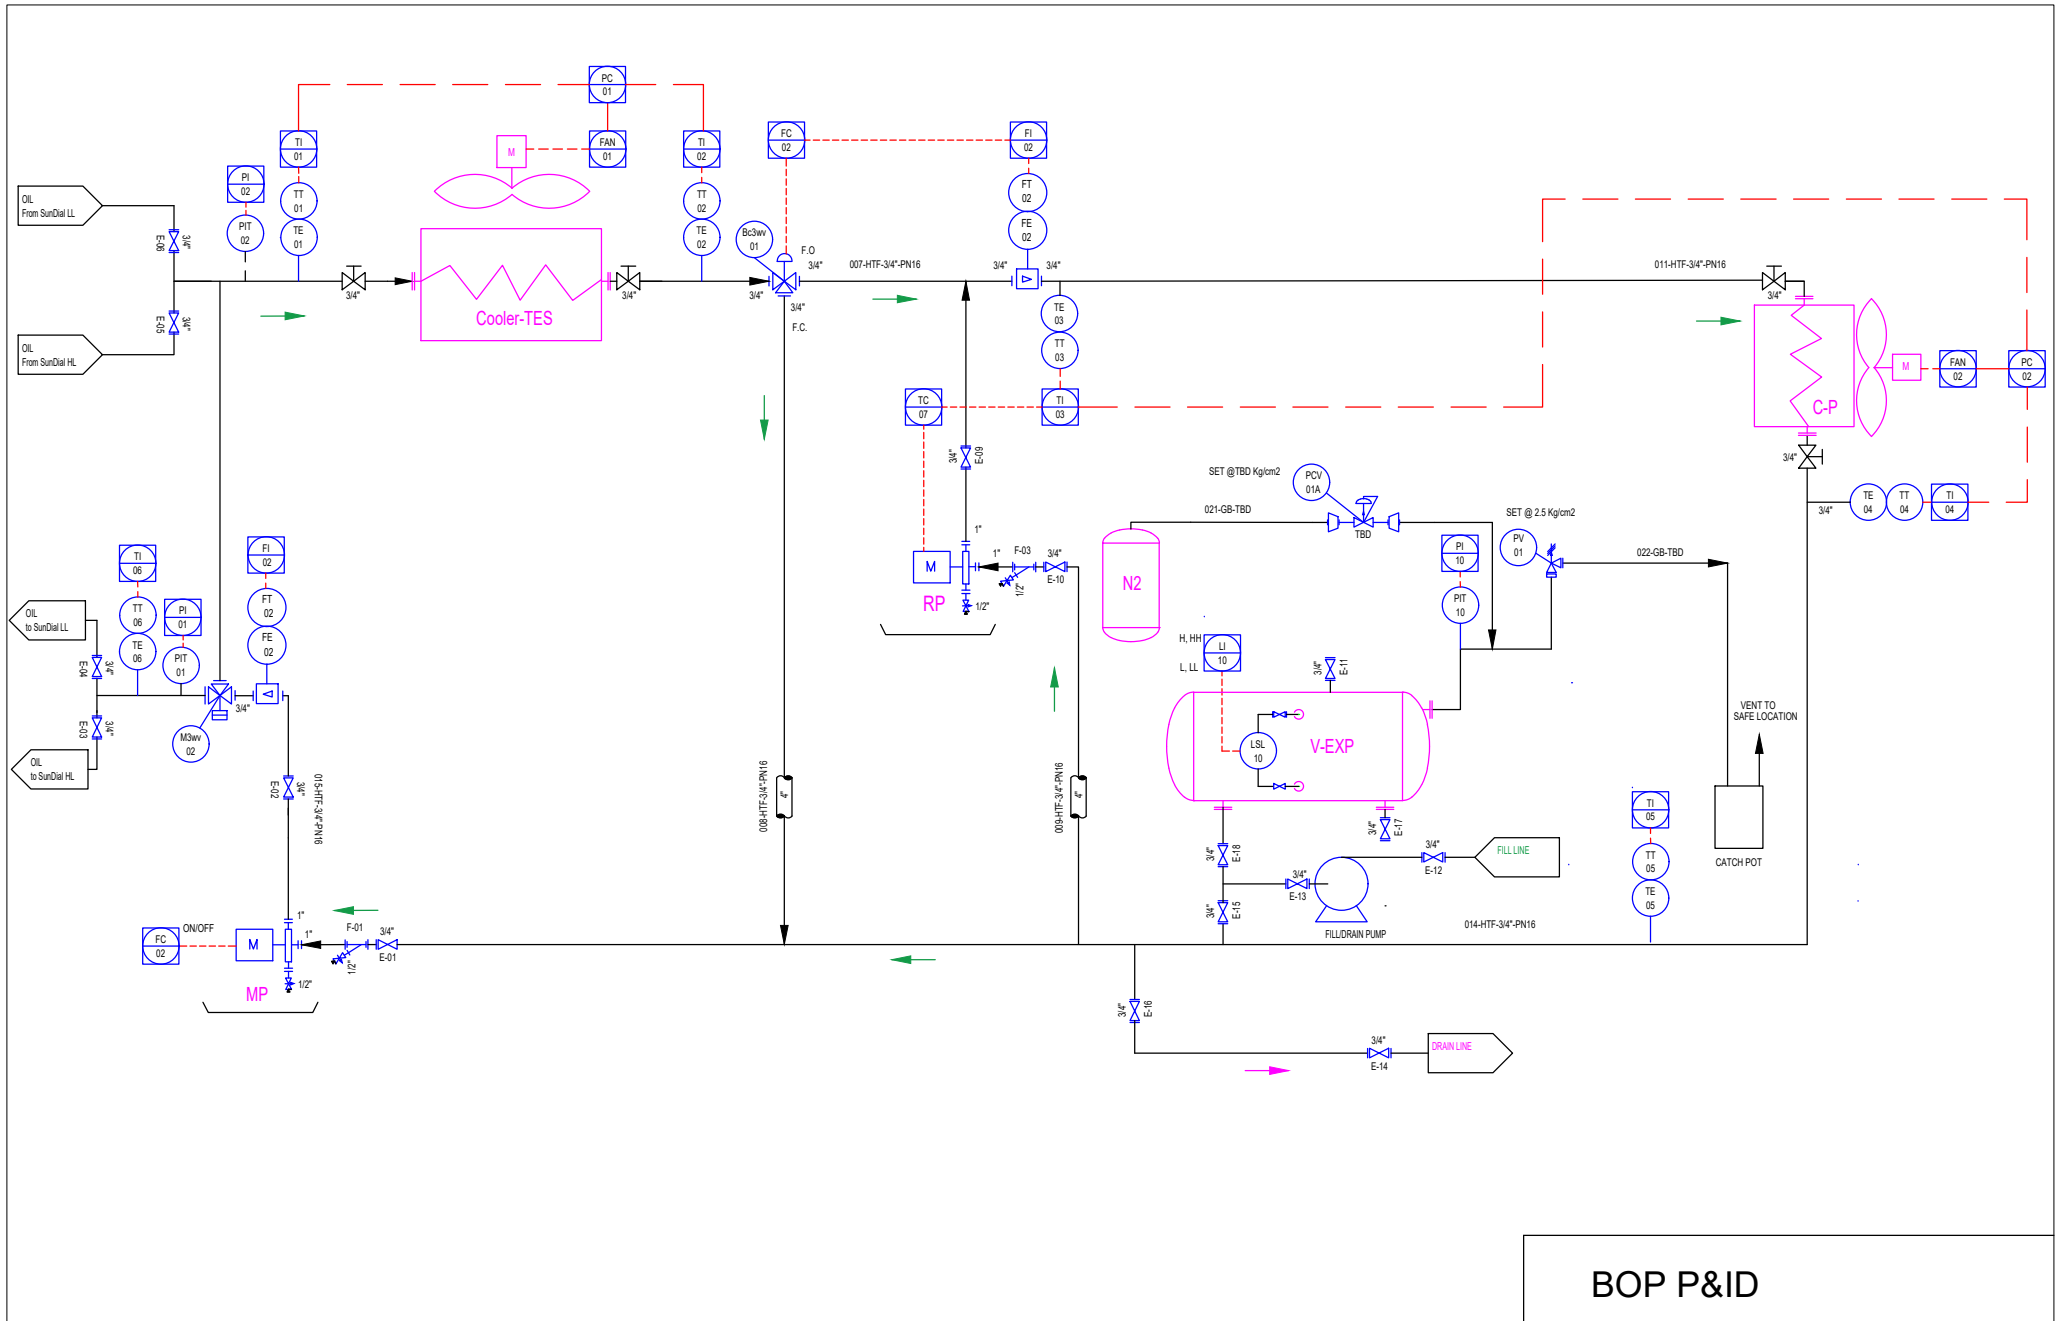 PC
01
TI
01
FAN
01
M
TI
02
FC
02
FI
02
PI
02
TT
01
TT
02
FT
02
OIL
From SunDial LL
PIT
02
TE
01
TE
02
FE
02
Bc3wv
01
E-06
3/4"
F.O
3/4"
007-HTF-3/4"-PN16
3/4"
3/4"
011-HTF-3/4"-PN16
3/4"
3/4"
3/4"
3/4"
3/4"
F.C.
3/4"
Cooler-TES
E-05
3/4"
OIL
From SunDial HL
TE
03
TT
03
TC
07
TI
03
C-P
M
FAN
02
PC
02
3/4"
3/4"
E-09
SET @TBD Kg/cm2
PCV
01A
TBD
021-GB-TBD
SET @ 2.5 Kg/cm2
PV
01
022-GB-TBD
TE
04
TT
04
TI
04
3/4"
TI
06
FI
02
PI
10
PIT
10
TT
06
PI
01
FT
02
TE
06
PIT
01
FE
02
OIL
to SunDial LL
E-04
3/4"
E-03
3/4"
OIL
to SunDial HL
3/4"
M3wv
02
M
RP
1"
1"
F-03
3/4"
E-10
1/2"
1/2"
N2
H, HH
L, LL
LI
10
3/4"
E-11
LSL
10
V-EXP
VENT TO
SAFE LOCATION
E-02
3/4"
015-HTF-3/4"-PN16
008-HTF-3/4"-PN16
4"
009-HTF-3/4"-PN16
4"
3/4"
E-17
TI
05
TT
05
TE
05
CATCH POT
3/4"
E-18
3/4"
E-12
FILL LINE
3/4"
E-13
3/4"
E-15
FILL/DRAIN PUMP
014-HTF-3/4"-PN16
ON/OFF
FC
02
M
1"
1"
F-01
3/4"
E-01
1/2"
1/2"
MP
3/4"
E-16
3/4"
E-14
DRAIN LINE
BOP P&ID